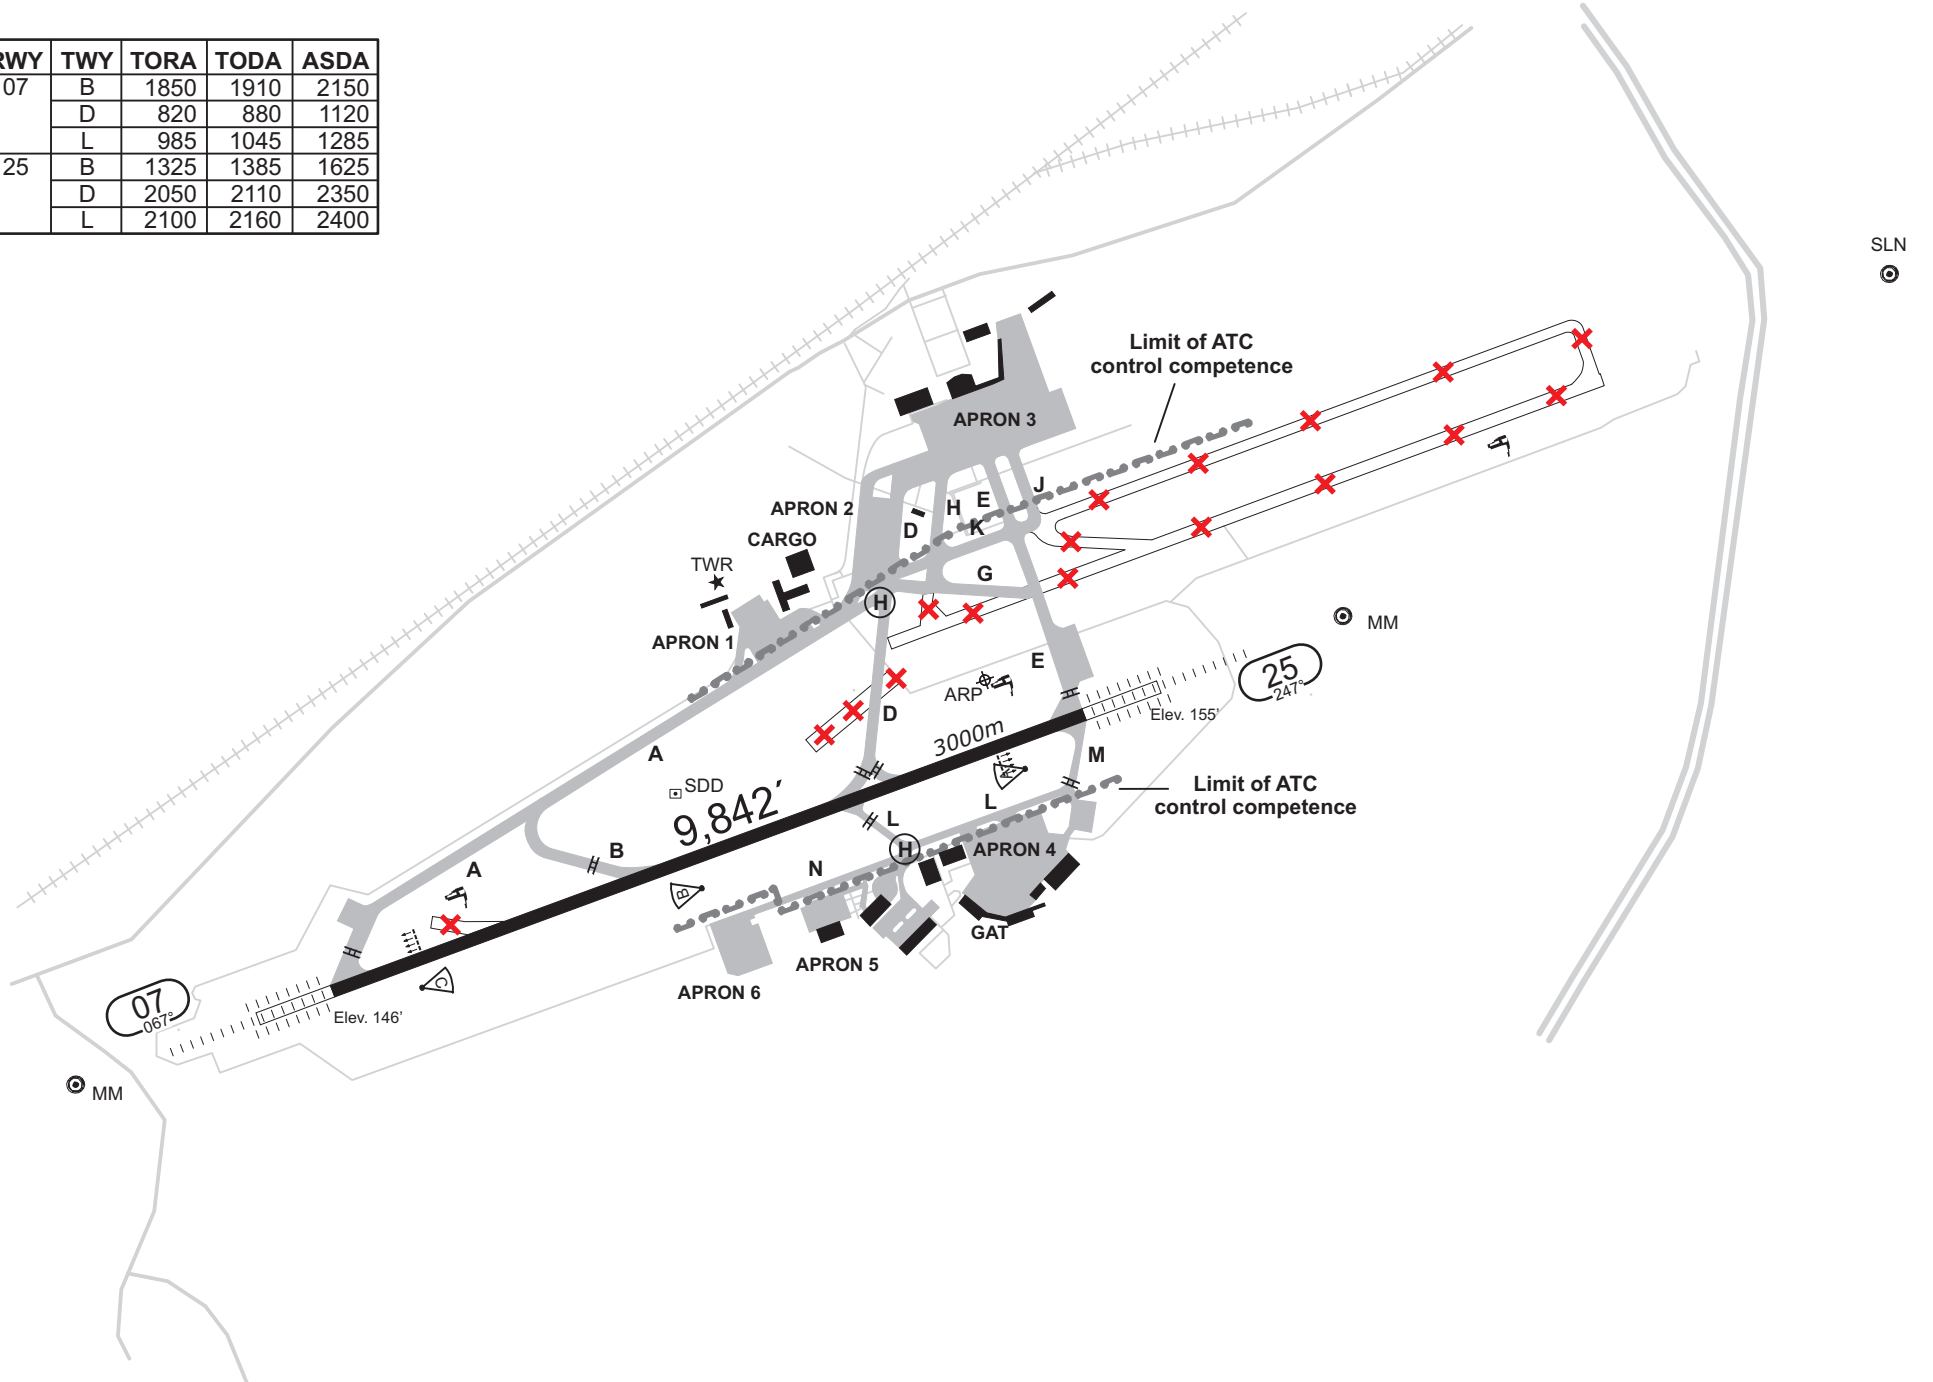 RWY TWY TORA TODA ASDA
07 B 1850 1910 2150
D 820 880 1120
L 985 1045 1285
25 B 1325 1385 1625
D 2050 2110 2350
L 2100 2160 2400
SLN
Limit of ATC
control competence
APRON 3
J
E
H
K
APRON 2
D
CARGO
TWR
G
H
APRON 1
MM
E
25
247°
ARP
Elev. 155'
D
3000m
A
M
A
SDD
9,842′
Limit of ATC
control competence
L
L
B
H
APRON 4
N
A
B
GAT
APRON 5
C
APRON 6
07
067°
Elev. 146'
MM